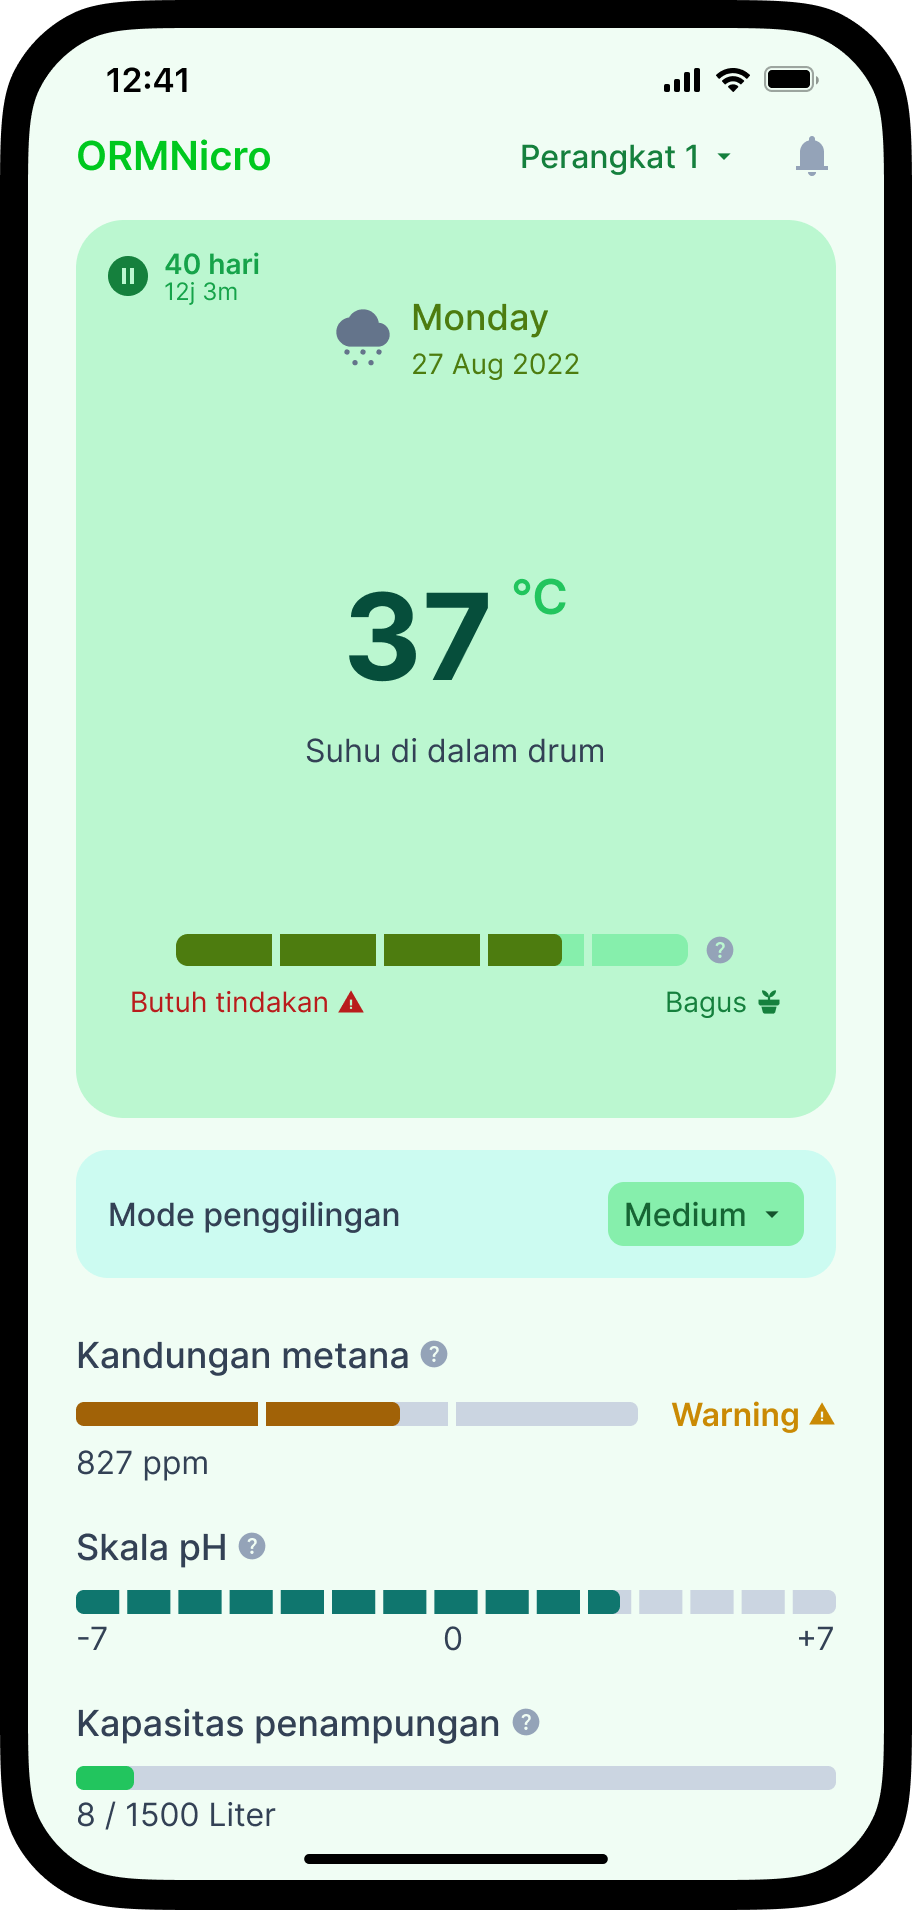 12:41
ORMNicro
Perangkat 1
40 hari
12j 3m
Monday
27 Aug 2022
37 °C
Suhu di dalam drum
?
Butuh tindakan
Bagus
Mode penggilingan
Medium
Kandungan metana ?
Warning
827 ppm
Skala pH ?
-7 0 +7
Kapasitas penampungan ?
8 / 1500 Liter